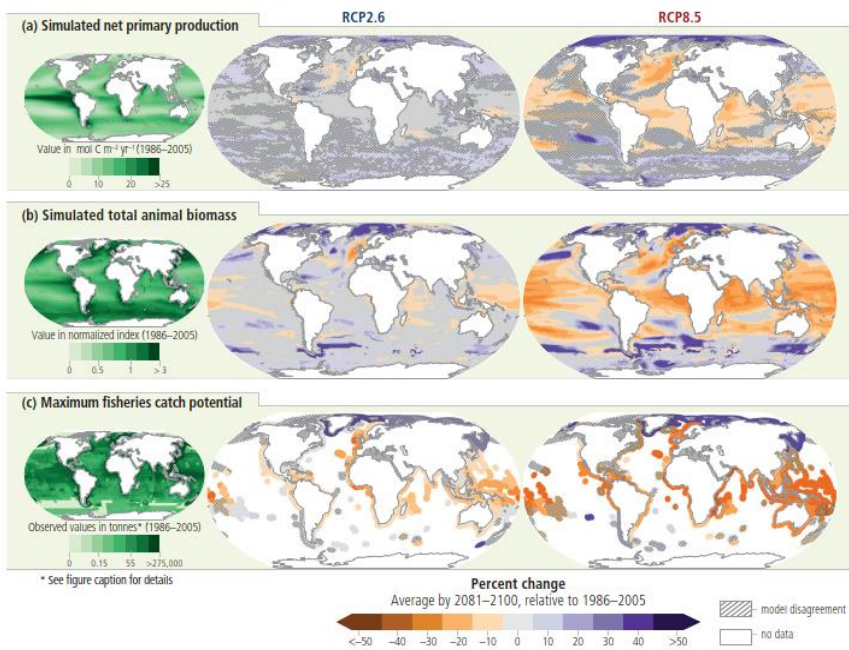 RCP2.6
RCP8.5
(a) Simulated net primary production
Value in mol C m⁻² yr⁻¹ (1986–2005)
0 10 20 >25
(b) Simulated total animal biomass
Value in normalized index (1986–2005)
0 0.5 1 > 3
(c) Maximum fisheries catch potential
Observed values in tonnes* (1986–2005)
0 0.15 55 >275,000
* See figure caption for details
Percent change
Average by 2081–2100, relative to 1986–2005
<–50 –40 –30 –20 –10 0 10 20 30 40 >50
model disagreement
no data